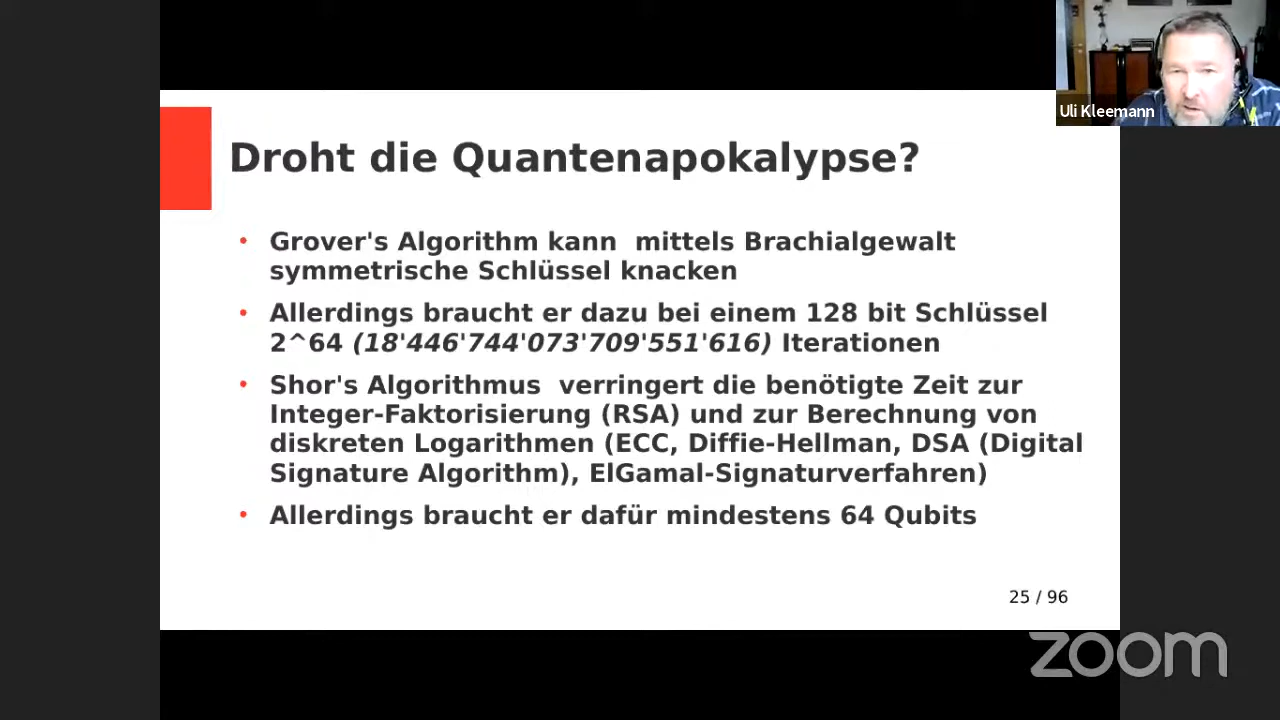 Uli Kleemann
Droht die Quantenapokalypse?
• Grover's Algorithm kann  mittels Brachialgewalt
symmetrische Schlüssel knacken
• Allerdings braucht er dazu bei einem 128 bit Schlüssel
2^64 (18'446'744'073'709'551'616) Iterationen
• Shor's Algorithmus  verringert die benötigte Zeit zur
Integer-Faktorisierung (RSA) und zur Berechnung von
diskreten Logarithmen (ECC, Diffie-Hellman, DSA (Digital
Signature Algorithm), ElGamal-Signaturverfahren)
• Allerdings braucht er dafür mindestens 64 Qubits
25 / 96
zoom